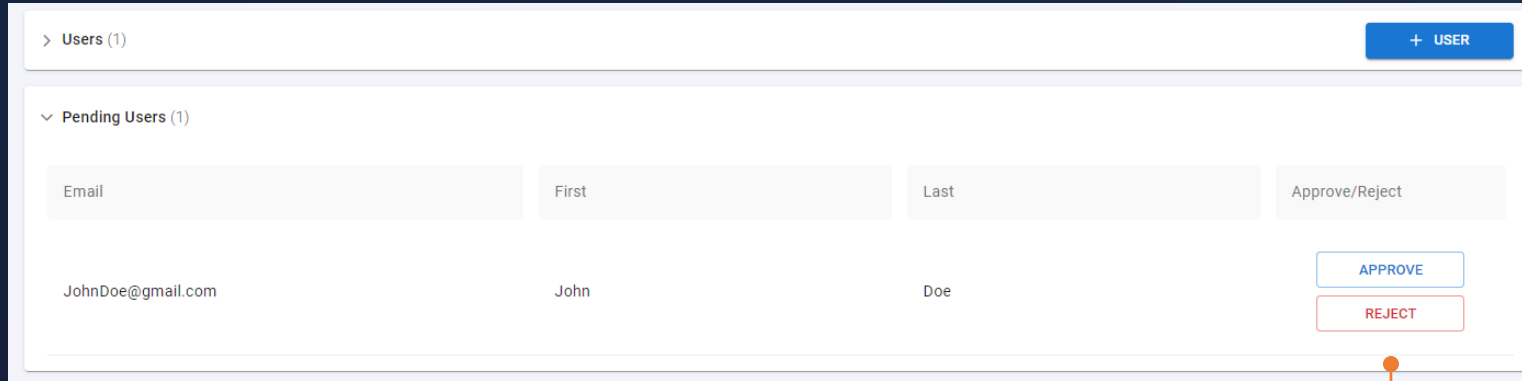 Users (1)
+ USER
Pending Users (1)
Email First Last Approve/Reject
JohnDoe@gmail.com John Doe
APPROVE
REJECT